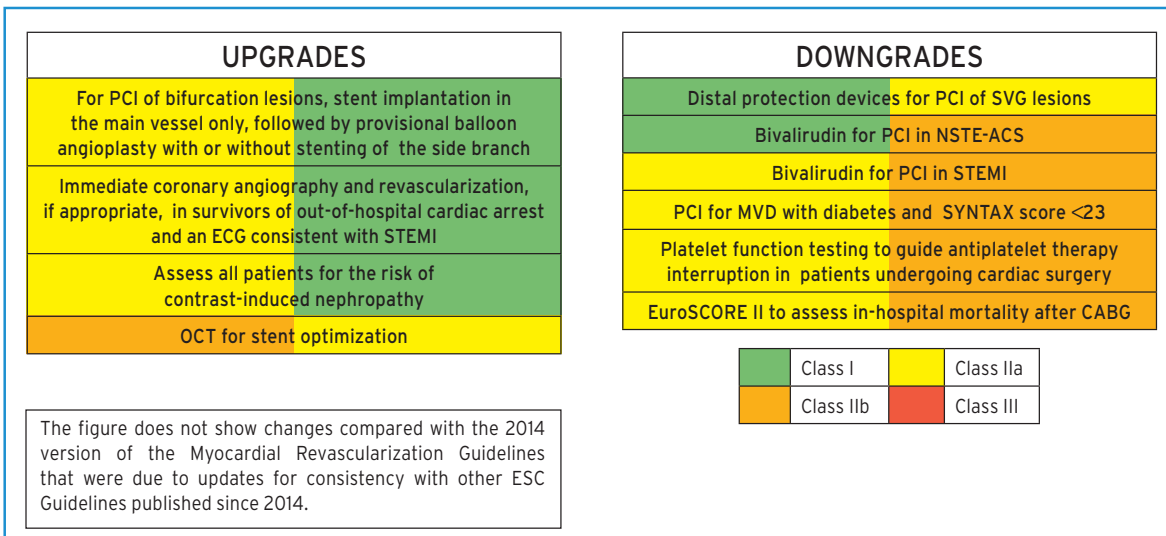 UPGRADES
For PCI of bifurcation lesions, stent implantation in
the main vessel only, followed by provisional balloon
angioplasty with or without stenting of the side branch
Immediate coronary angiography and revascularization,
if appropriate, in survivors of out-of-hospital cardiac arrest
and an ECG consistent with STEMI
Assess all patients for the risk of
contrast-induced nephropathy
OCT for stent optimization
The figure does not show changes compared with the 2014
version of the Myocardial Revascularization Guidelines
that were due to updates for consistency with other ESC
Guidelines published since 2014.
DOWNGRADES
Distal protection devices for PCI of SVG lesions
Bivalirudin for PCI in NSTE-ACS
Bivalirudin for PCI in STEMI
PCI for MVD with diabetes and SYNTAX score <23
Platelet function testing to guide antiplatelet therapy
interruption in patients undergoing cardiac surgery
EuroSCORE II to assess in-hospital mortality after CABG
Class I Class IIa
Class IIb Class III